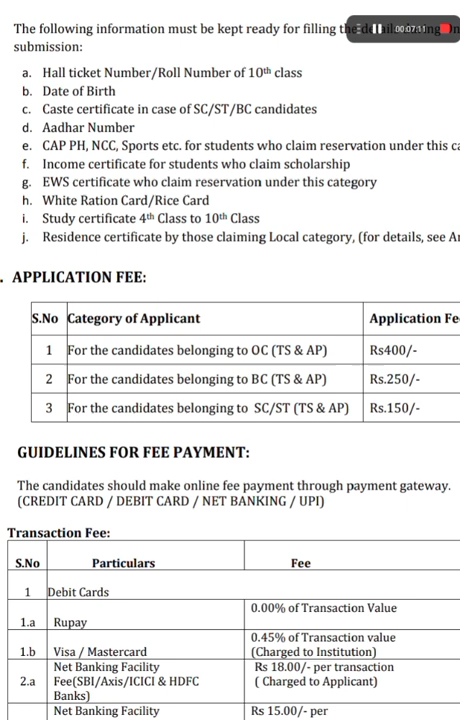 The following information must be kept ready for filling the
00:07:11
submission:
a. Hall ticket Number/Roll Number of 10th class
b. Date of Birth
c. Caste certificate in case of SC/ST/BC candidates
d. Aadhar Number
e. CAP PH, NCC, Sports etc. for students who claim reservation under this
f. Income certificate for students who claim scholarship
g. EWS certificate who claim reservation under this category
h. White Ration Card/Rice Card
i. Study certificate 4th Class to 10th Class
j. Residence certificate by those claiming Local category, (for details, see
. APPLICATION FEE:
S.No Category of Applicant Application Fe
1 For the candidates belonging to OC (TS & AP) Rs400/-
2 For the candidates belonging to BC (TS & AP) Rs.250/-
3 For the candidates belonging to SC/ST (TS & AP) Rs.150/-
GUIDELINES FOR FEE PAYMENT:
The candidates should make online fee payment through payment gateway.
(CREDIT CARD / DEBIT CARD / NET BANKING / UPI)
Transaction Fee:
S.No Particulars Fee
1 Debit Cards
1.a Rupay 0.00% of Transaction Value
1.b Visa / Mastercard 0.45% of Transaction value
(Charged to Institution)
2.a Net Banking Facility Rs 18.00/- per transaction
Fee(SBI/Axis/ICICI & HDFC ( Charged to Applicant)
Banks)
Net Banking Facility Rs 15.00/- per